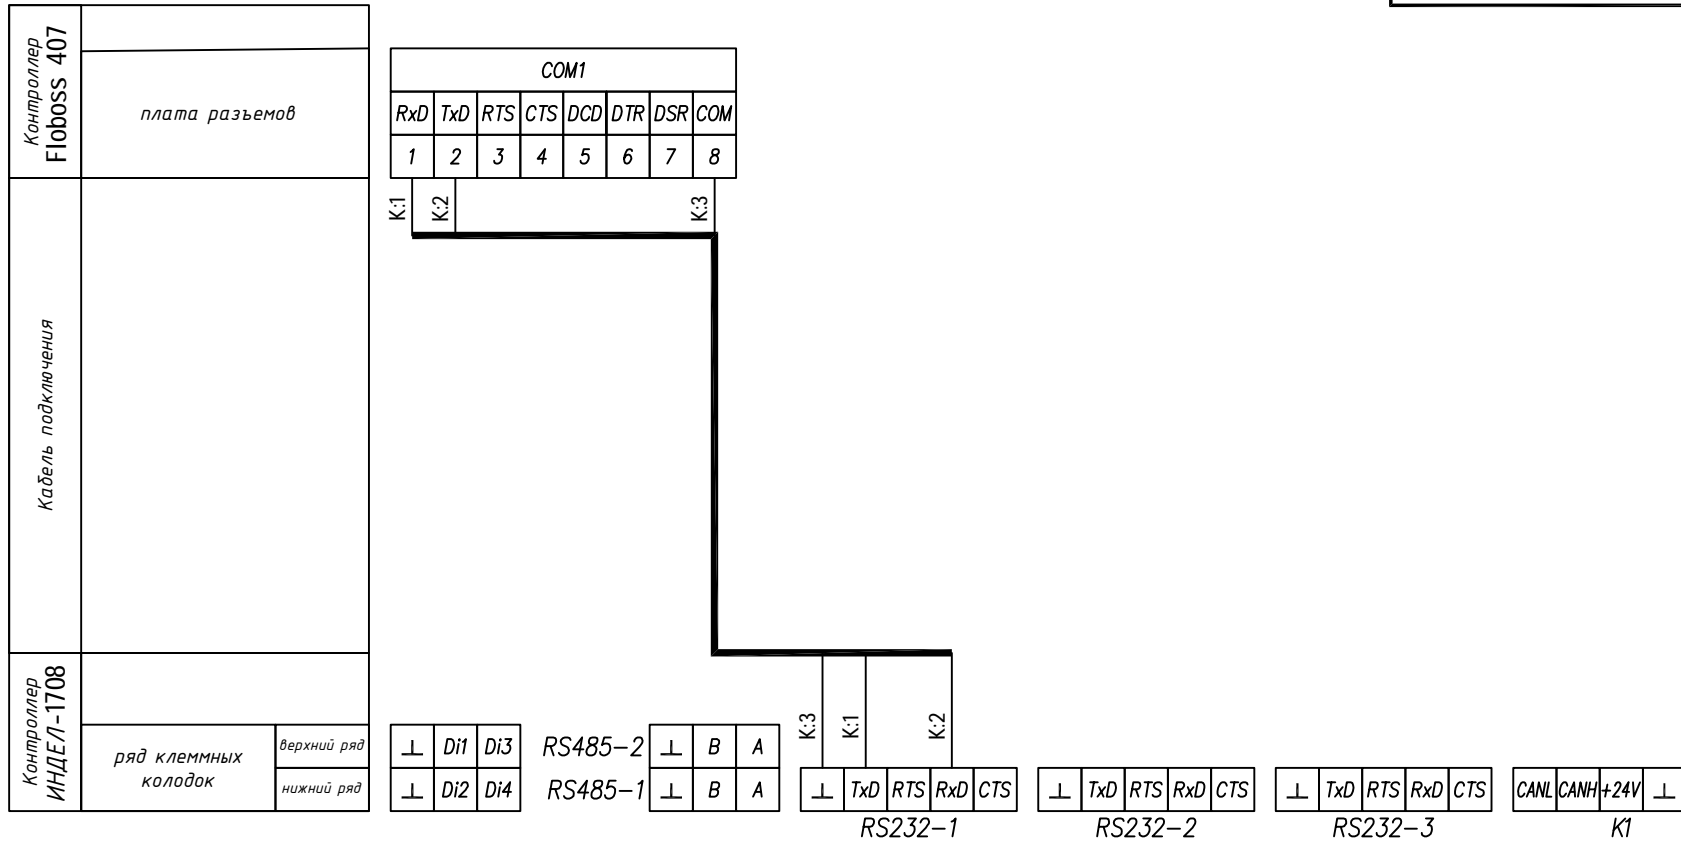 Контроллер
Floboss 407
плата разъемов
COM1
RxD TxD RTS CTS DCD DTR DSR COM
1 2 3 4 5 6 7 8
K:1 K:2 K:3
Кабель подключения
Контроллер
ИНДЕЛ-1708
ряд клеммных
колодок
верхний ряд
нижний ряд
⊥ Di1 Di3 RS485-2 ⊥ B A
⊥ Di2 Di4 RS485-1 ⊥ B A
K:3 K:1 K:2
⊥ TxD RTS RxD CTS
RS232-1
⊥ TxD RTS RxD CTS
RS232-2
⊥ TxD RTS RxD CTS
RS232-3
CANL CANH +24V ⊥
K1